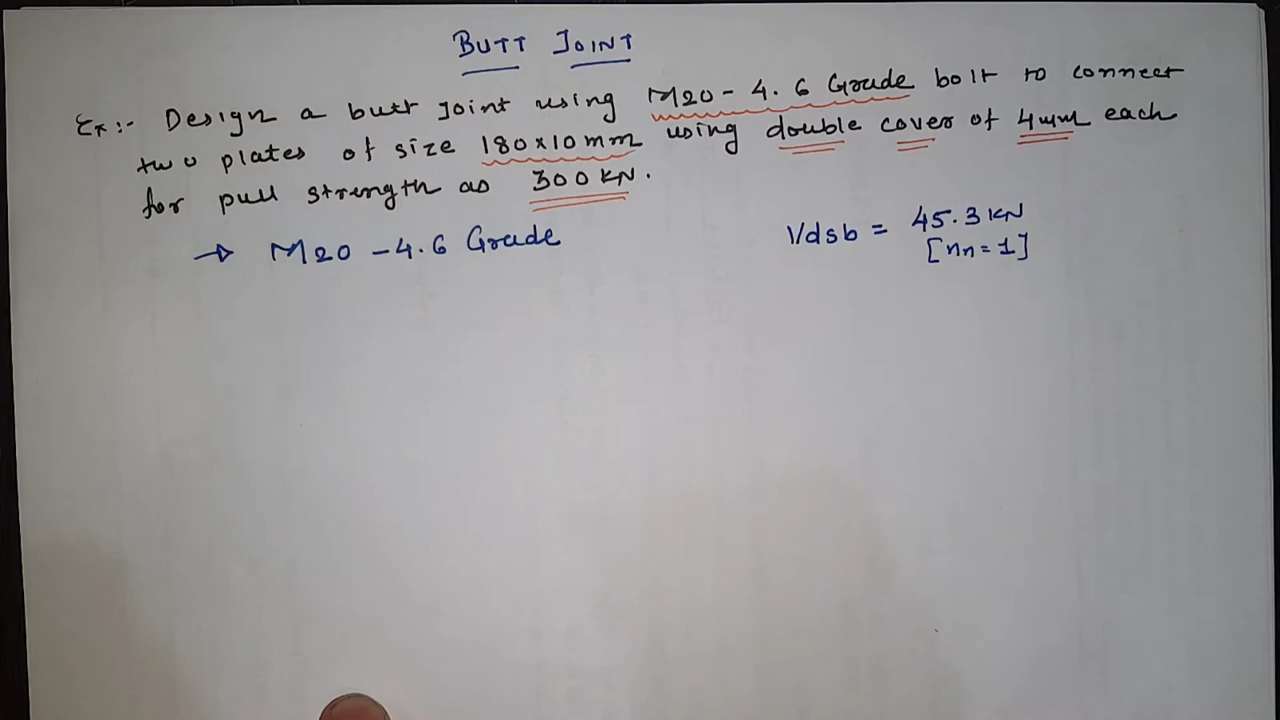 BUTT JOINT
Ex:- Design a butt Joint using M20-4.6 Grade bolt to connect
two plates of size 180x10mm using double cover of 4mm each
for pull strength as 300 KN.
→ M20 -4.6 Grade
Vdsb = 45.3 KN
[nn=1]